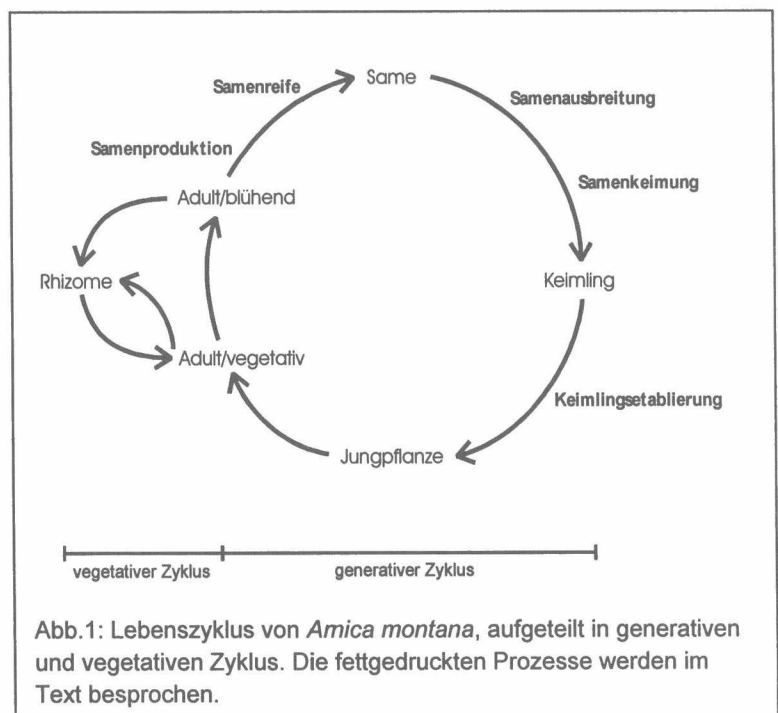 Samenreife
Same
Samenausbreitung
Samenproduktion
Samenkeimung
Adult/blühend
Rhizome
Keimling
Adult/vegetativ
Keimlingsetablierung
Jungpflanze
vegetativer Zyklus
generativer Zyklus
Abb.1: Lebenszyklus von Arnica montana, aufgeteilt in generativen
und vegetativen Zyklus. Die fettgedruckten Prozesse werden im
Text besprochen.